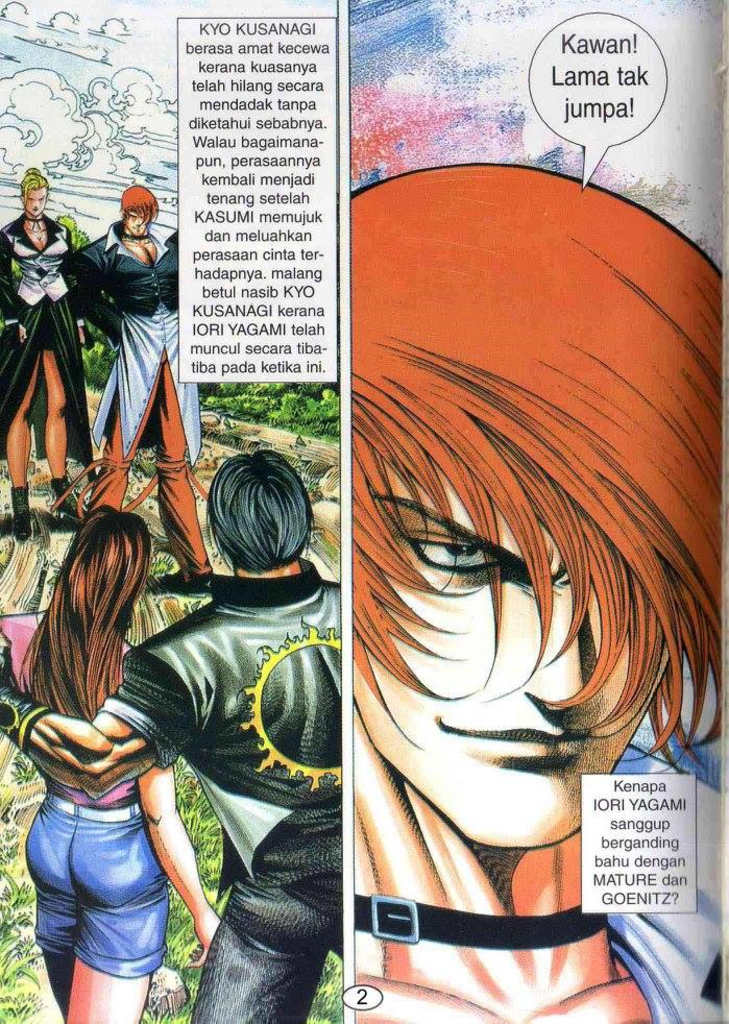 KYO KUSANAGI
berasa amat kecewa
kerana kuasanya
telah hilang secara
mendadak tanpa
diketahui sebabnya.
Walau bagaimana-
pun, perasaannya
kembali menjadi
tenang setelah
KASUMI memujuk
dan meluahkan
perasaan cinta ter-
hadapnya. malang
betul nasib KYO
KUSANAGI kerana
IORI YAGAMI telah
muncul secara tiba-
tiba pada ketika ini.
Kawan!
Lama tak
jumpa!
Kenapa
IORI YAGAMI
sanggup
berganding
bahu dengan
MATURE dan
GOENITZ?
2